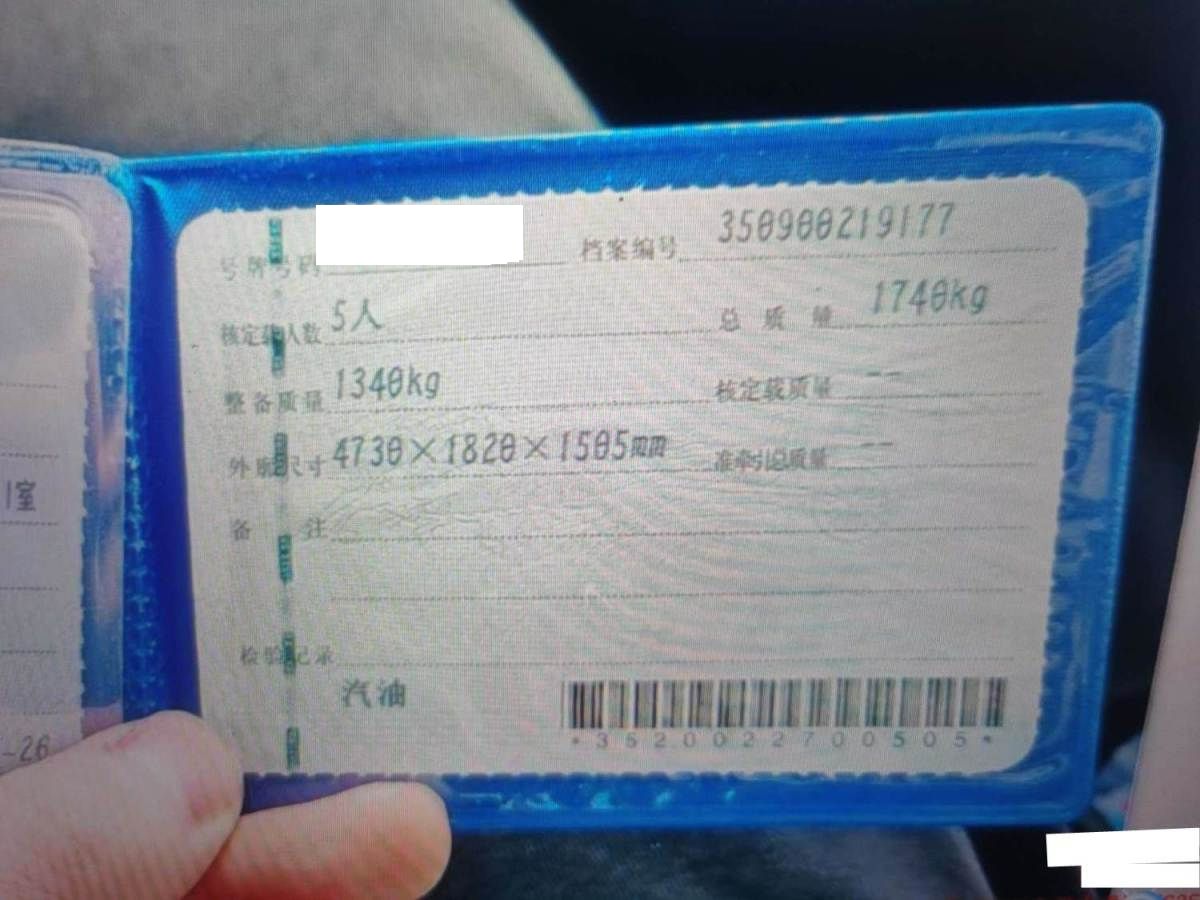 号牌号码 档案编号 350900219177
核定载人数 5人 总质量 1740kg
整备质量 1340kg 核定载质量 --
外廓尺寸 4730×1820×1505mm 准牵引总质量 --
备注
检验记录
汽油
*3520022700505*
室
-26